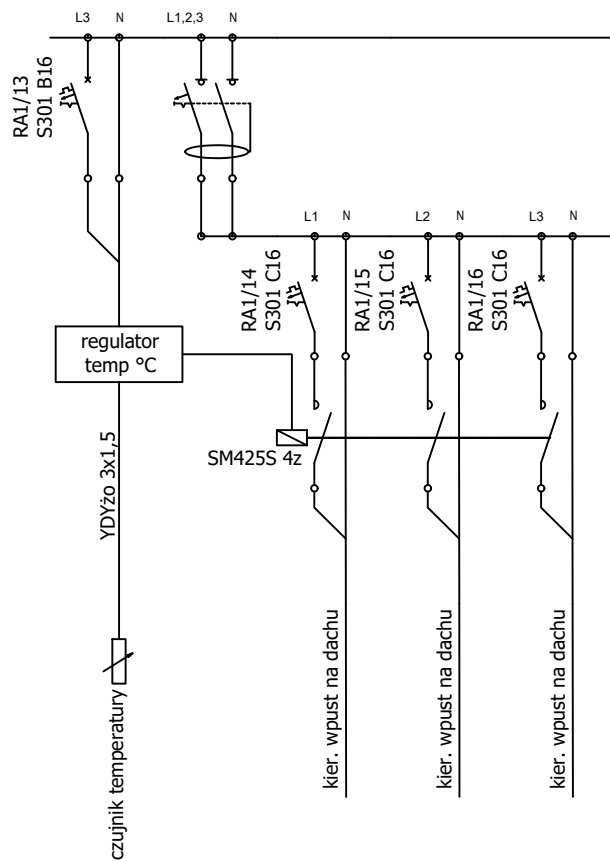 L3
N
L1,2,3
N
RA1/13
S301 B16
L1
N
L2
N
L3
N
RA1/14
S301 C16
RA1/15
S301 C16
RA1/16
S301 C16
regulator
temp °C
SM425S 4z
YDYżo 3x1,5
czujnik temperatury
kier. wpust na dachu
kier. wpust na dachu
kier. wpust na dachu